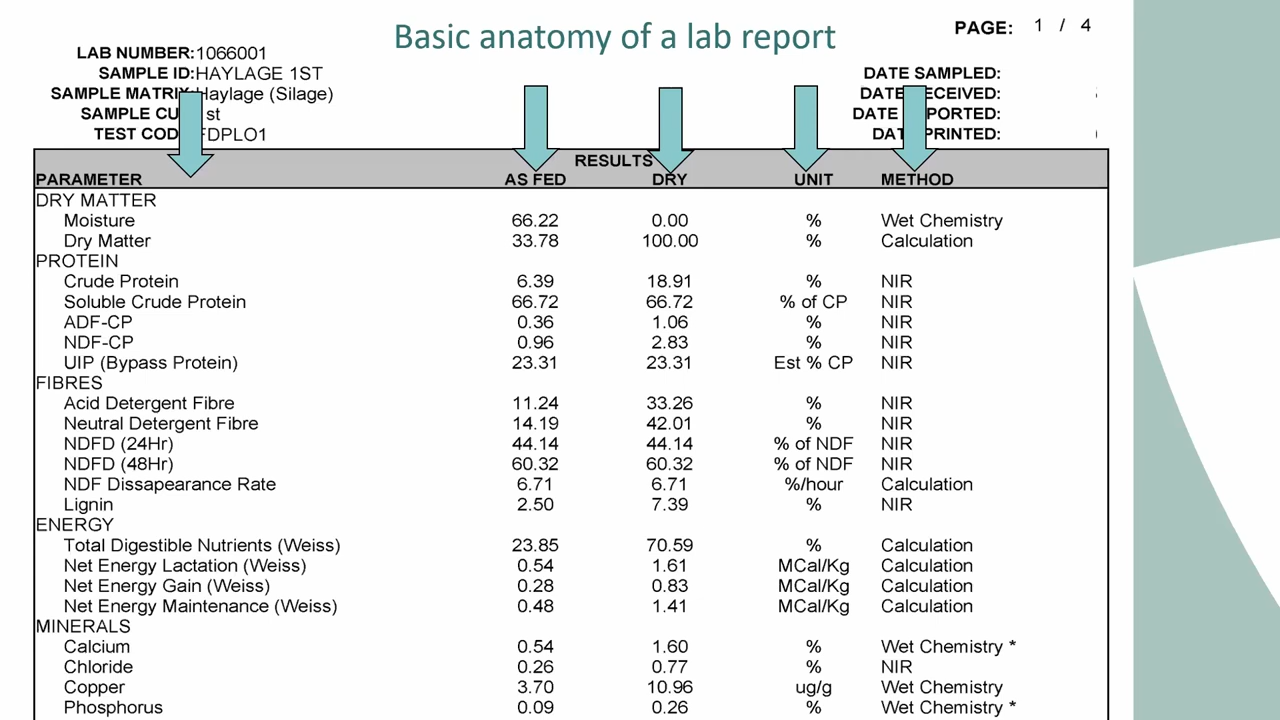 Basic anatomy of a lab report
PAGE: 1 / 4
LAB NUMBER:1066001
SAMPLE ID:HAYLAGE 1ST
DATE SAMPLED:
SAMPLE MATRIX:Haylage (Silage)
SAMPLE CU st
TEST COD FDPLO1
RESULTS
PARAMETER AS FED DRY UNIT METHOD
DRY MATTER
Moisture 66.22 0.00 % Wet Chemistry
Dry Matter 33.78 100.00 % Calculation
PROTEIN
Crude Protein 6.39 18.91 % NIR
Soluble Crude Protein 66.72 66.72 % of CP NIR
ADF-CP 0.36 1.06 % NIR
NDF-CP 0.96 2.83 % NIR
UIP (Bypass Protein) 23.31 23.31 Est % CP NIR
FIBRES
Acid Detergent Fibre 11.24 33.26 % NIR
Neutral Detergent Fibre 14.19 42.01 % NIR
NDFD (24Hr) 44.14 44.14 % of NDF NIR
NDFD (48Hr) 60.32 60.32 % of NDF NIR
NDF Dissapearance Rate 6.71 6.71 %/hour Calculation
Lignin 2.50 7.39 % NIR
ENERGY
Total Digestible Nutrients (Weiss) 23.85 70.59 % Calculation
Net Energy Lactation (Weiss) 0.54 1.61 MCal/Kg Calculation
Net Energy Gain (Weiss) 0.28 0.83 MCal/Kg Calculation
Net Energy Maintenance (Weiss) 0.48 1.41 MCal/Kg Calculation
MINERALS
Calcium 0.54 1.60 % Wet Chemistry *
Chloride 0.26 0.77 % NIR
Copper 3.70 10.96 ug/g Wet Chemistry
Phosphorus 0.09 0.26 % Wet Chemistry *